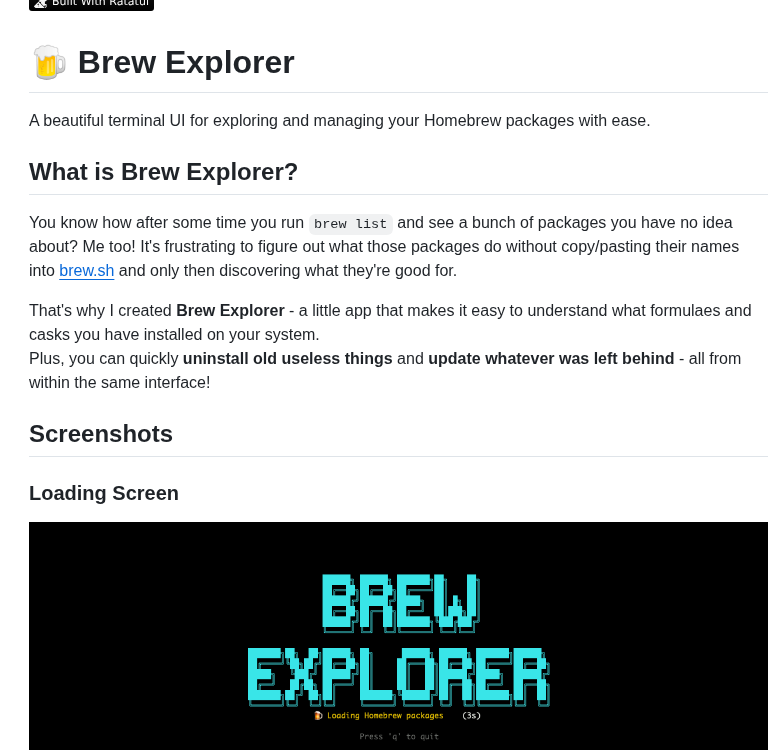 Built With Ratatui
🍺 Brew Explorer
A beautiful terminal UI for exploring and managing your Homebrew packages with ease.
What is Brew Explorer?
You know how after some time you run brew list and see a bunch of packages you have no idea
about? Me too! It's frustrating to figure out what those packages do without copy/pasting their names
into brew.sh and only then discovering what they're good for.
That's why I created Brew Explorer - a little app that makes it easy to understand what formulaes and
casks you have installed on your system.
Plus, you can quickly uninstall old useless things and update whatever was left behind - all from
within the same interface!
Screenshots
Loading Screen
BREW
EXPLORER
🍺 Loading Homebrew packages (3s)
Press 'q' to quit